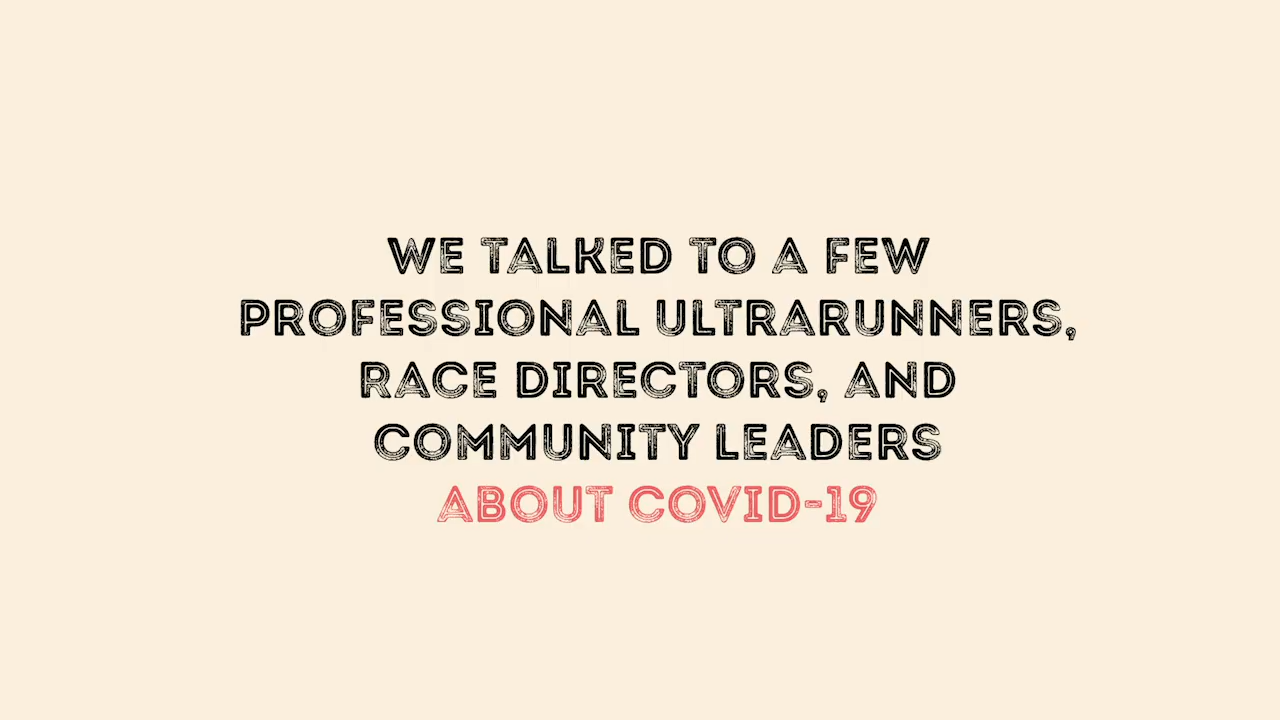 WE TALKED TO A FEW
PROFESSIONAL ULTRARUNNERS,
RACE DIRECTORS, AND
COMMUNITY LEADERS
ABOUT COVID-19